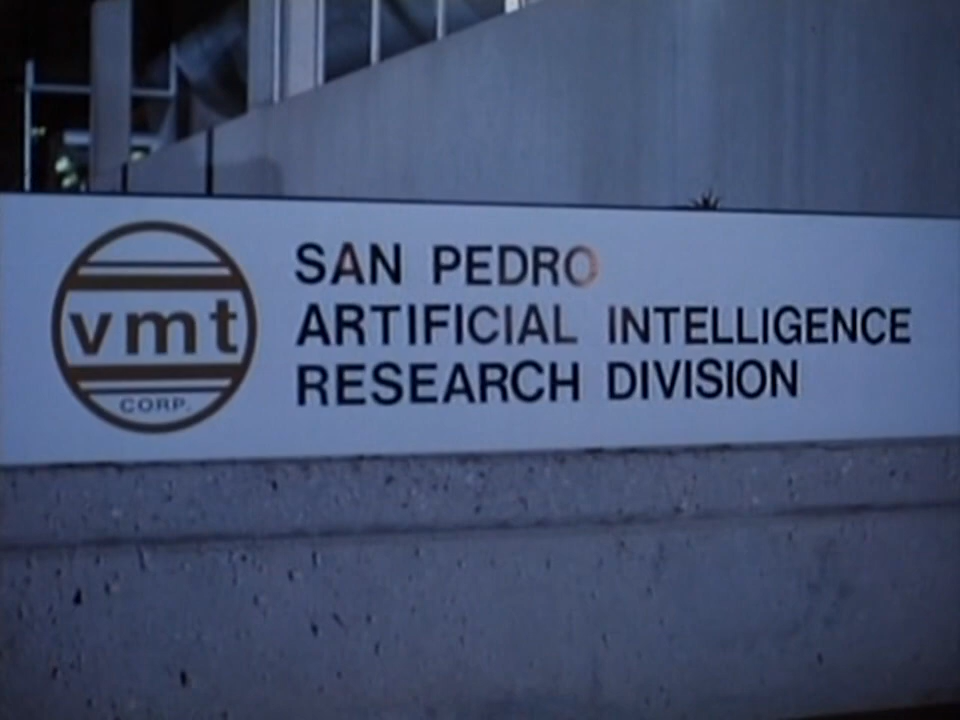 vmt
CORP.
SAN PEDRO
ARTIFICIAL INTELLIGENCE
RESEARCH DIVISION